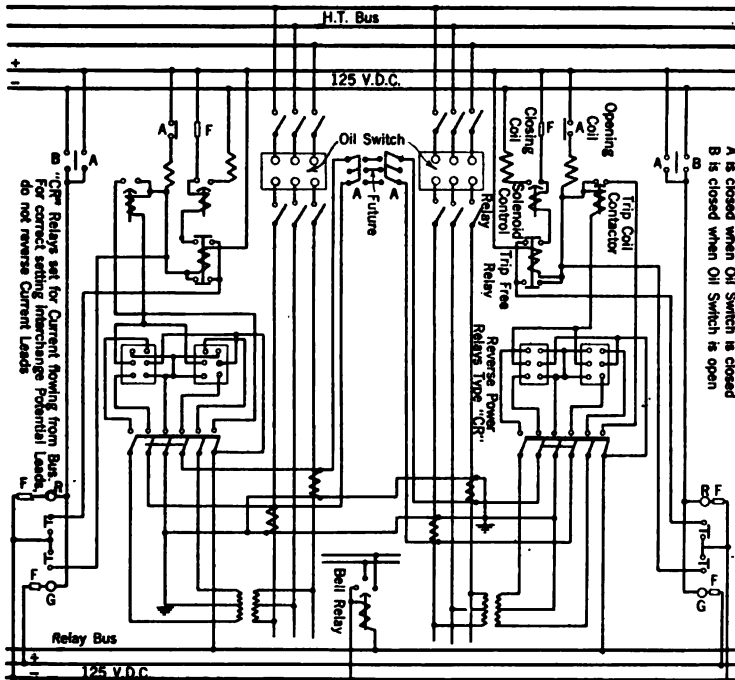 H.T. Bus
+
-
125 V.D.C.
A
F
Oil Switch
B
A
A
A
Future
Closing
Coil
F
A
Opening
Coil
A
B
A is closed when Oil Switch is closed
B is closed when Oil Switch is open
Solenoid
Control
Relay
Trip Coil
Contactor
Trip Free
Relay
"CR" Relays set for Current flowing from Bus.
For correct setting interchange Potential Leads,
do not reverse Current Leads
Reverse Power
Relays Type "CR"
F
R
T
T
F
G
R
F
T
T
F
G
Bell Relay
Relay Bus
+
-
125 V.D.C.